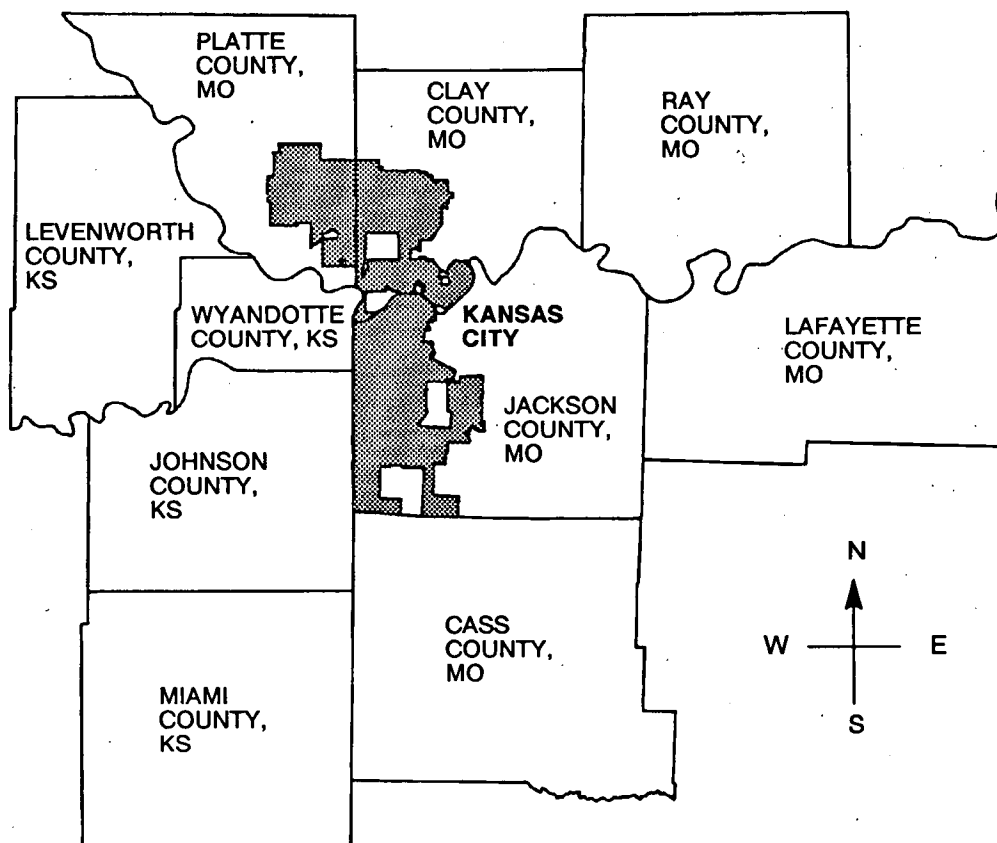 PLATTE
COUNTY,
MO
CLAY
COUNTY,
MO
RAY
COUNTY,
MO
LEVENWORTH
COUNTY,
KS
WYANDOTTE
COUNTY, KS
KANSAS
CITY
LAFAYETTE
COUNTY,
MO
JACKSON
COUNTY,
MO
JOHNSON
COUNTY,
KS
CASS
COUNTY,
MO
MIAMI
COUNTY,
KS
N
W E
S